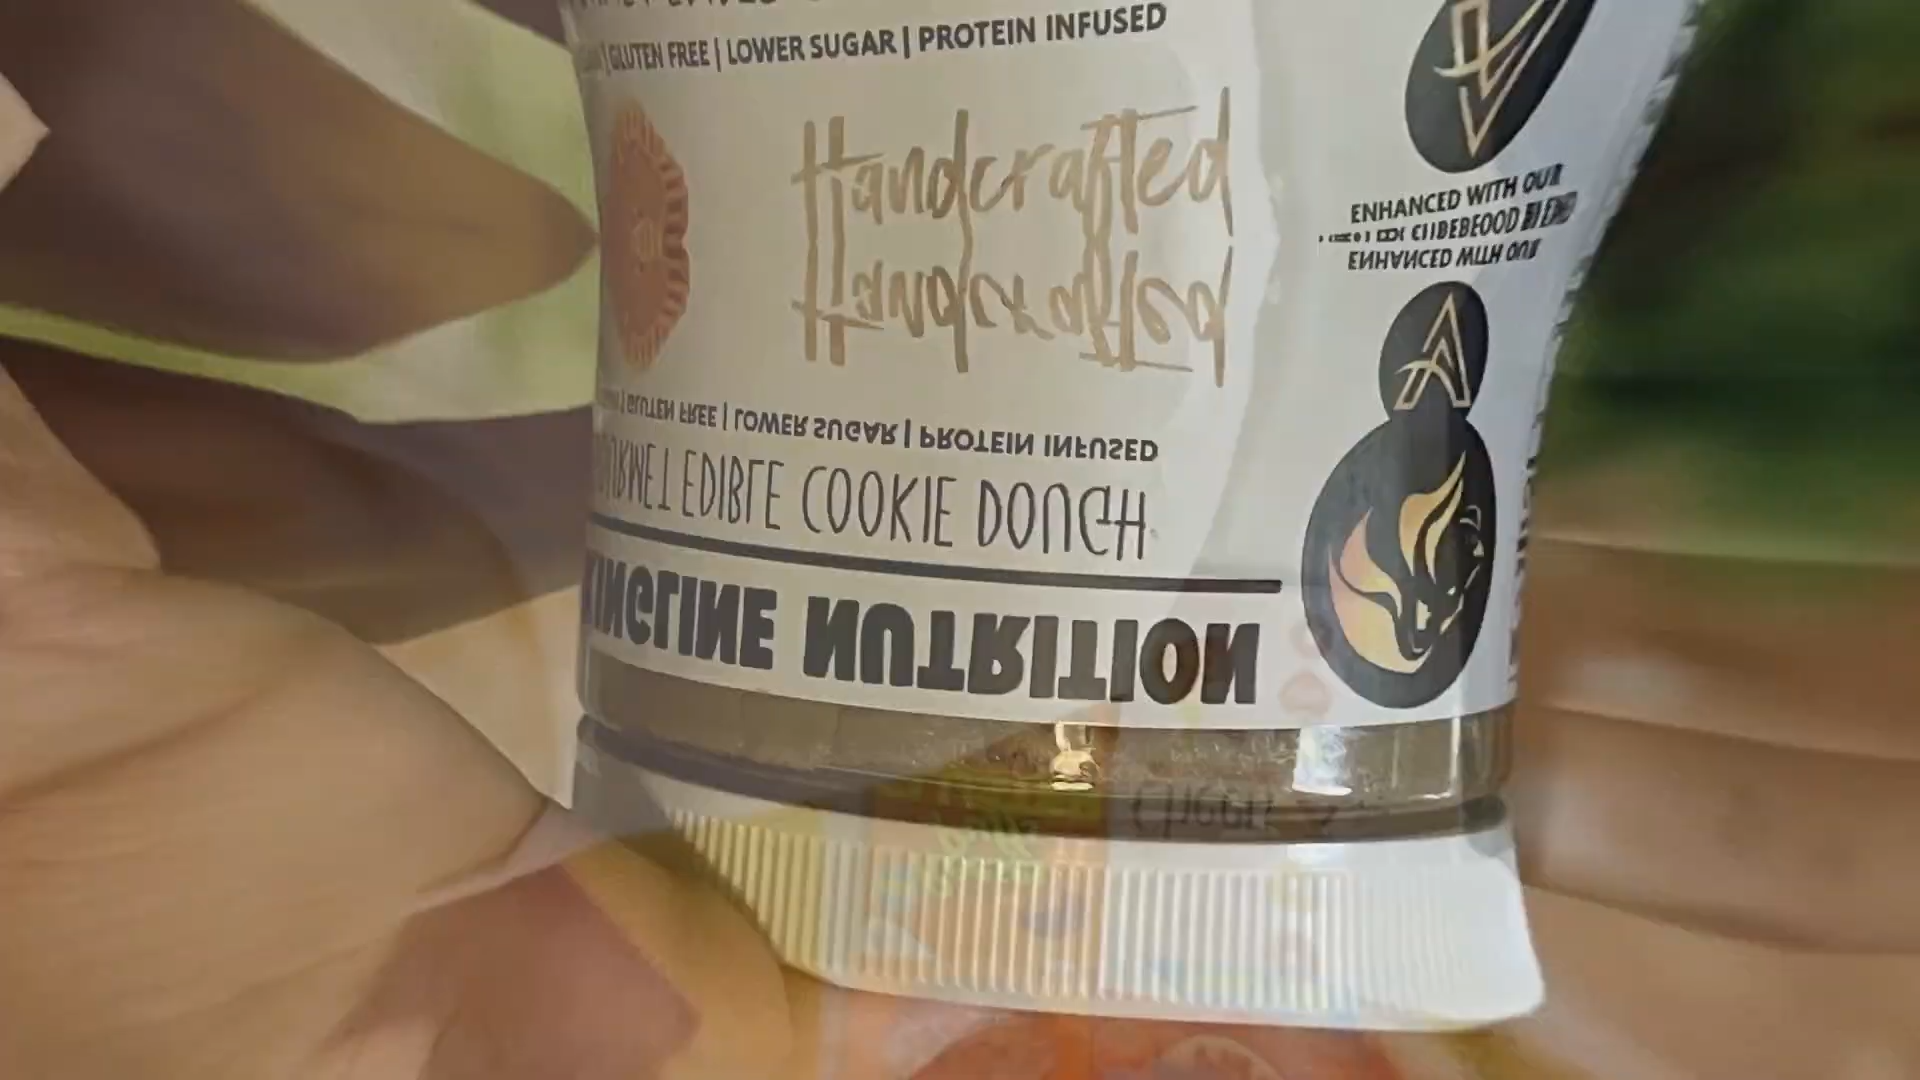 GLUTEN FREE | LOWER SUGAR | PROTEIN INFUSED
Handcrafted
ENHANCED WITH OUR
Handcrafted
ENHANCED WITH OUR
GLUTEN FREE | LOWER SUGAR | PROTEIN INFUSED
EDIBLE COOKIE DOUGH
KINGLINE NUTRITION